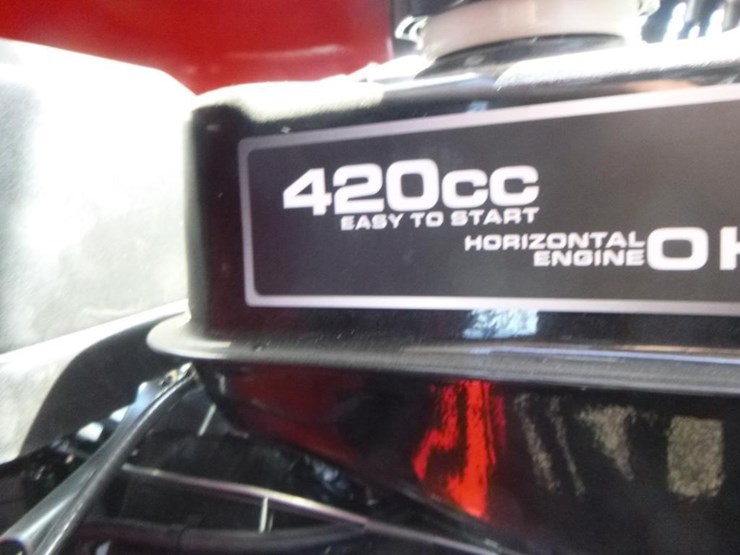 420cc
EASY TO START
HORIZONTAL
ENGINE O